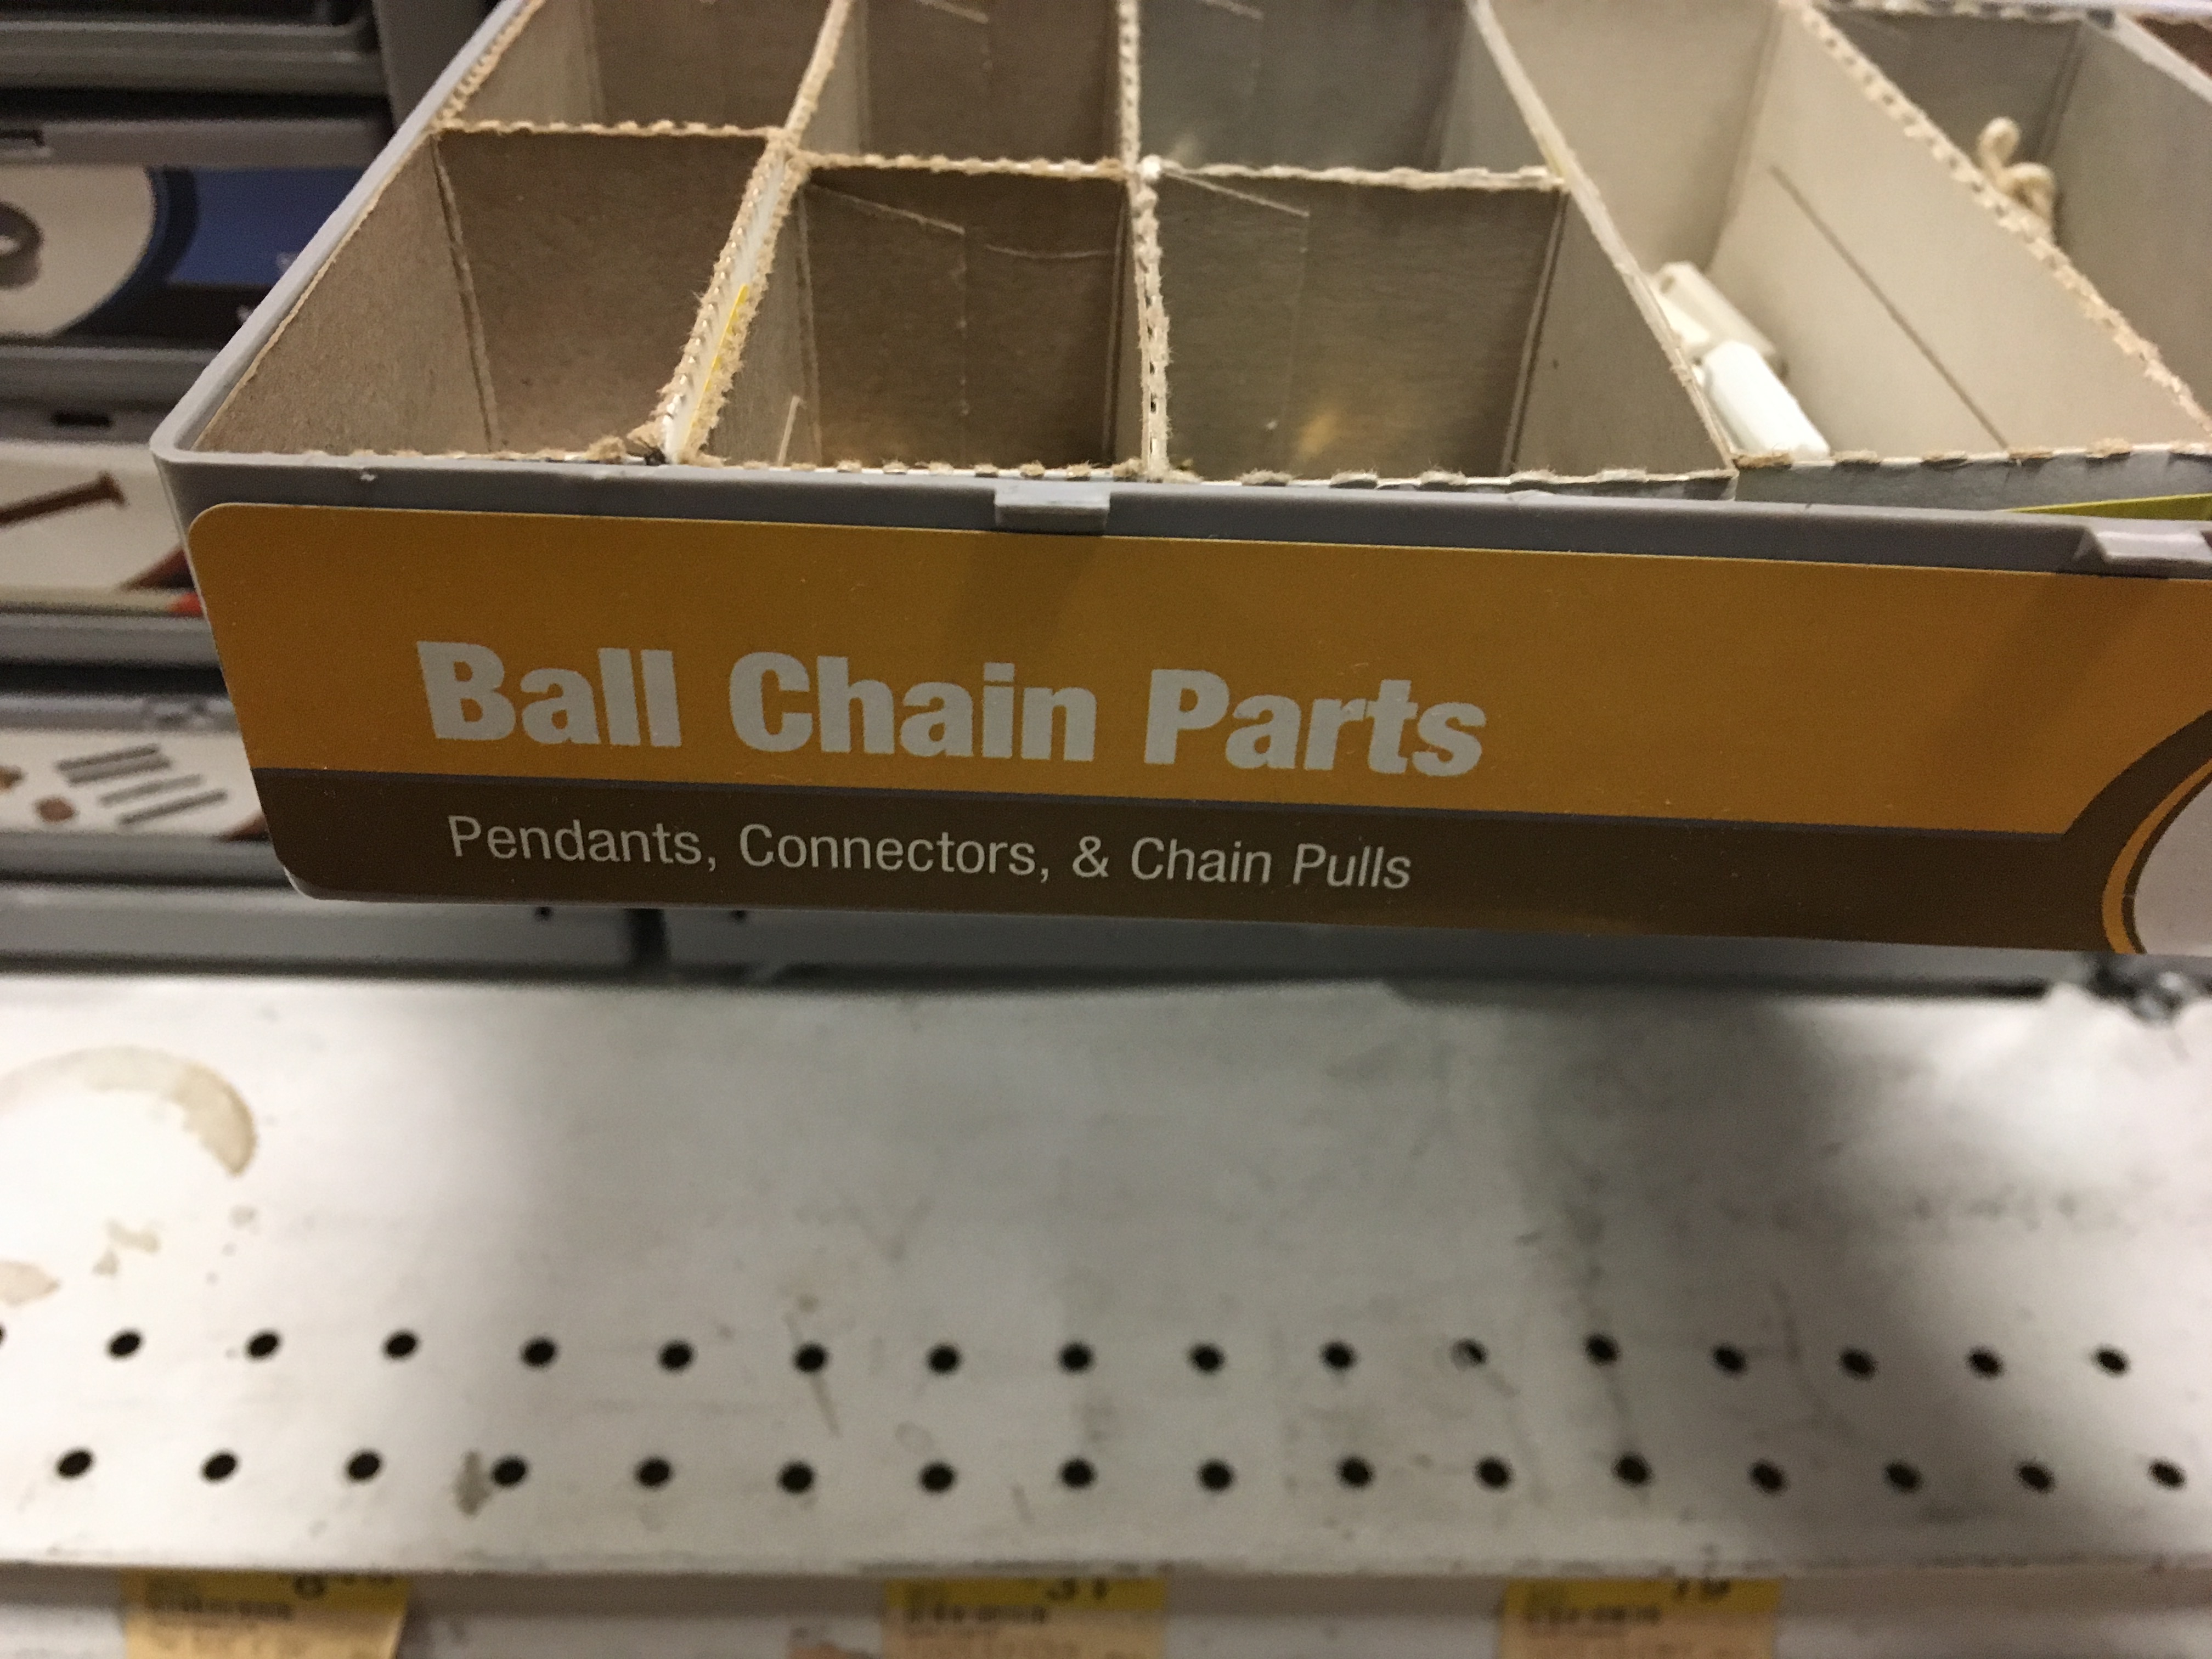 Ball Chain Parts
Pendants, Connectors, & Chain Pulls